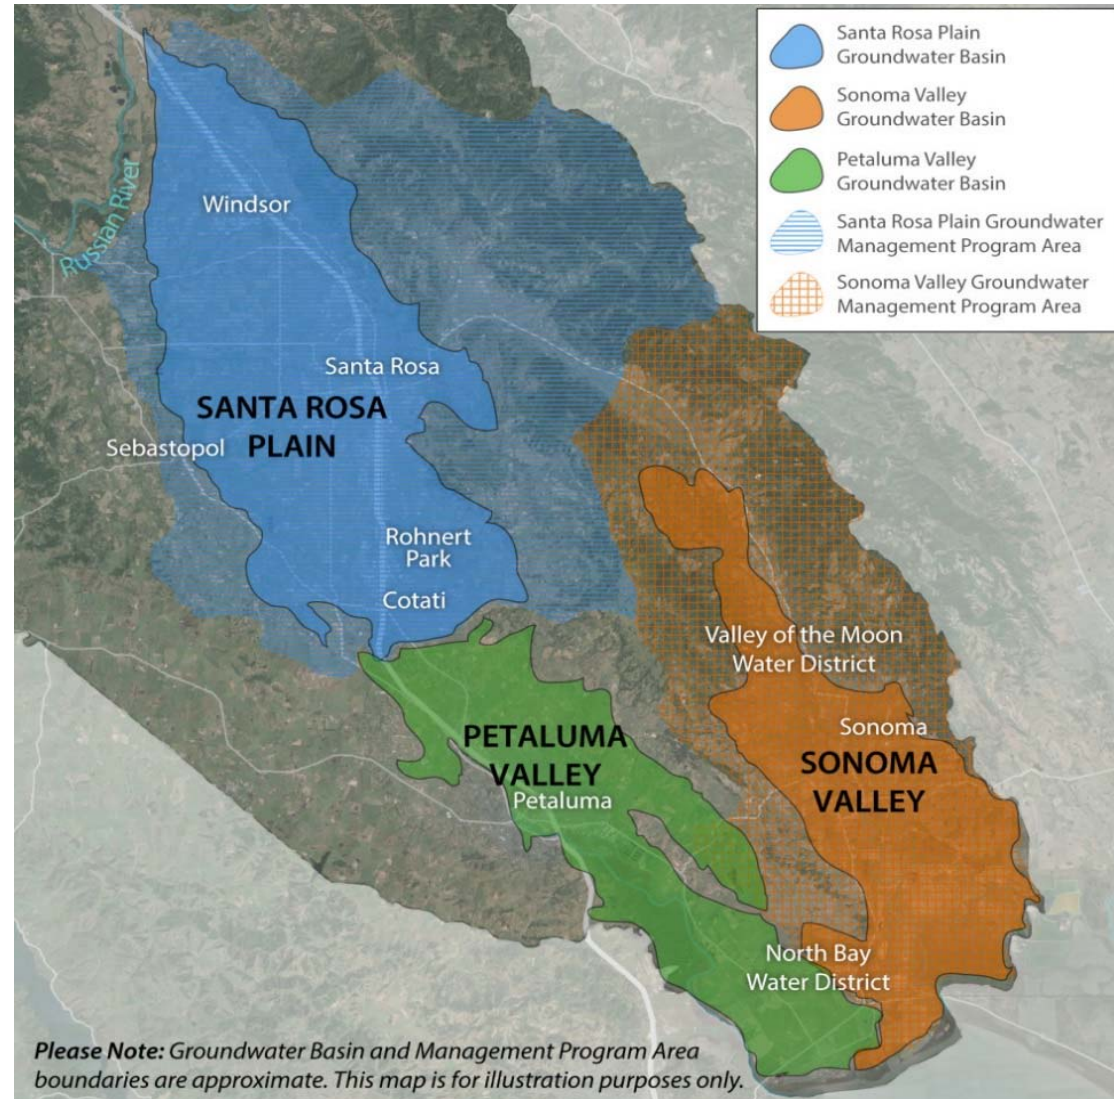 Santa Rosa Plain
Groundwater Basin
Sonoma Valley
Groundwater Basin
Petaluma Valley
Groundwater Basin
Santa Rosa Plain Groundwater
Management Program Area
Sonoma Valley Groundwater
Management Program Area
Russian River
Windsor
Santa Rosa
SANTA ROSA
PLAIN
Sebastopol
Rohnert
Park
Cotati
Valley of the Moon
Water District
Sonoma
SONOMA
VALLEY
PETALUMA
VALLEY
Petaluma
North Bay
Water District
Please Note: Groundwater Basin and Management Program Area
boundaries are approximate. This map is for illustration purposes only.